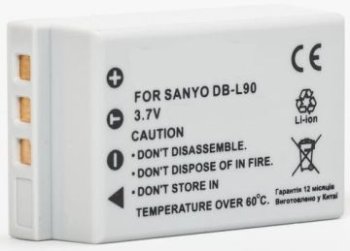 CE
FOR SANYO DB-L90
3.7V
CAUTION
• DON'T DISASSEMBLE.
• DON'T DISPOSE OF IN FIRE.
• DON'T INSTORE IN
TEMPERATURE OVER 60°C.
Li-ion
Гарантія 12 місяців
Виготовлено у Китаї